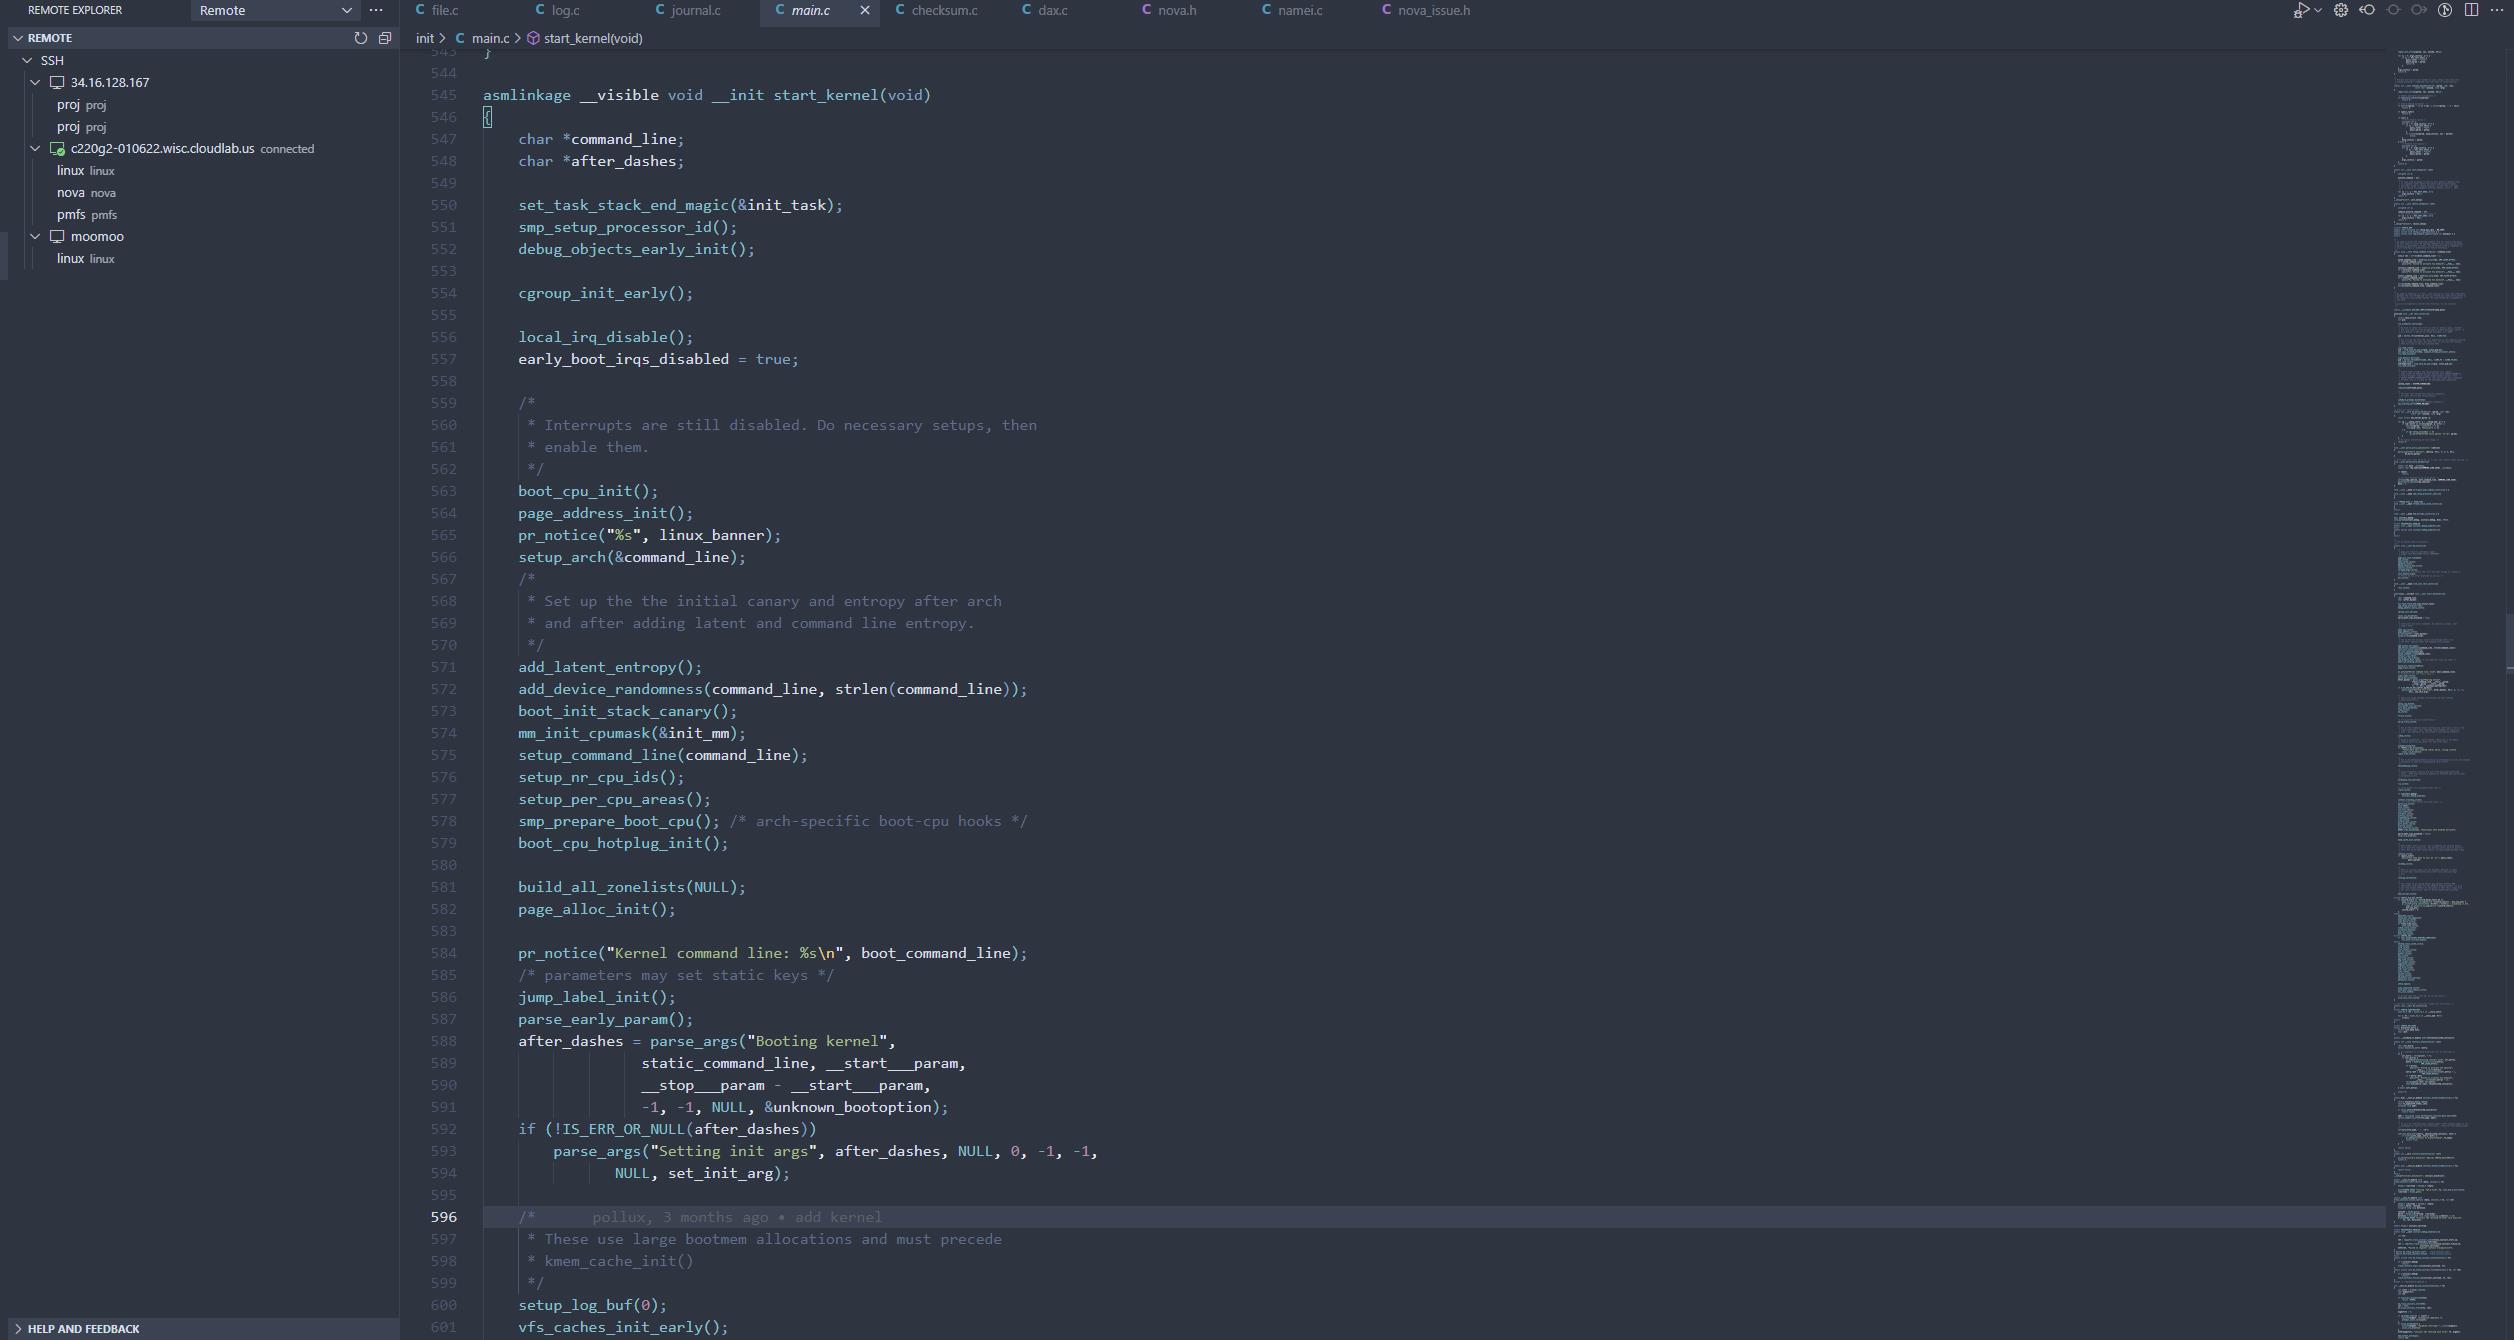 REMOTE EXPLORER
Remote
file.c
log.c
journal.c
main.c
checksum.c
dax.c
nova.h
namei.c
nova_issue.h
REMOTE
SSH
34.16.128.167
proj proj
proj proj
c220g2-010622.wisc.cloudlab.us connected
linux linux
nova nova
pmfs pmfs
moomoo
linux linux
HELP AND FEEDBACK
init > C main.c > start_kernel(void)
543 }
544
545 asmlinkage __visible void __init start_kernel(void)
546 {
547 char *command_line;
548 char *after_dashes;
549
550 set_task_stack_end_magic(&init_task);
551 smp_setup_processor_id();
552 debug_objects_early_init();
553
554 cgroup_init_early();
555
556 local_irq_disable();
557 early_boot_irqs_disabled = true;
558
559 /*
560 * Interrupts are still disabled. Do necessary setups, then
561 * enable them.
562 */
563 boot_cpu_init();
564 page_address_init();
565 pr_notice("%s", linux_banner);
566 setup_arch(&command_line);
567 /*
568 * Set up the the initial canary and entropy after arch
569 * and after adding latent and command line entropy.
570 */
571 add_latent_entropy();
572 add_device_randomness(command_line, strlen(command_line));
573 boot_init_stack_canary();
574 mm_init_cpumask(&init_mm);
575 setup_command_line(command_line);
576 setup_nr_cpu_ids();
577 setup_per_cpu_areas();
578 smp_prepare_boot_cpu(); /* arch-specific boot-cpu hooks */
579 boot_cpu_hotplug_init();
580
581 build_all_zonelists(NULL);
582 page_alloc_init();
583
584 pr_notice("Kernel command line: %s\n", boot_command_line);
585 /* parameters may set static keys */
586 jump_label_init();
587 parse_early_param();
588 after_dashes = parse_args("Booting kernel",
589 static_command_line, __start___param,
590 __stop___param - __start___param,
591 -1, -1, NULL, &unknown_bootoption);
592 if (!IS_ERR_OR_NULL(after_dashes))
593 parse_args("Setting init args", after_dashes, NULL, 0, -1, -1,
594 NULL, set_init_arg);
595
596 /* pollux, 3 months ago • add kernel
597 * These use large bootmem allocations and must precede
598 * kmem_cache_init()
599 */
600 setup_log_buf(0);
601 vfs_caches_init_early();